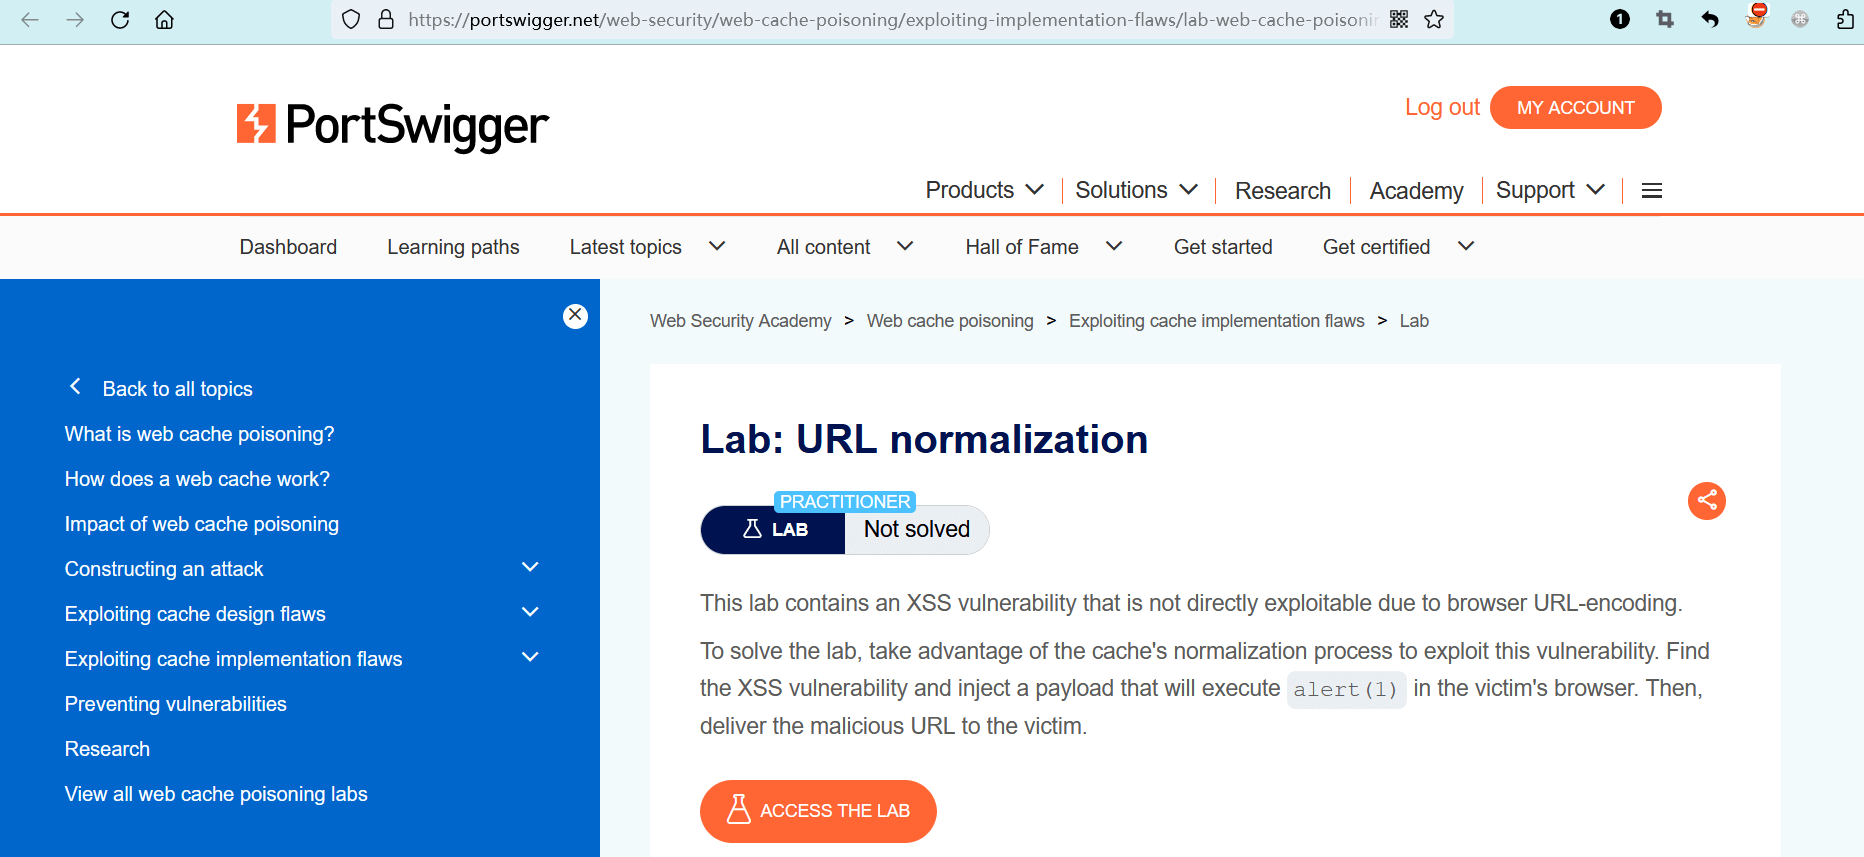 https://portswigger.net/web-security/web-cache-poisoning/exploiting-implementation-flaws/lab-web-cache-poisonin
1
PortSwigger
Log out
MY ACCOUNT
Products
Solutions
Research
Academy
Support
Dashboard
Learning paths
Latest topics
All content
Hall of Fame
Get started
Get certified
Back to all topics
What is web cache poisoning?
How does a web cache work?
Impact of web cache poisoning
Constructing an attack
Exploiting cache design flaws
Exploiting cache implementation flaws
Preventing vulnerabilities
Research
View all web cache poisoning labs
Web Security Academy > Web cache poisoning > Exploiting cache implementation flaws > Lab
Lab: URL normalization
PRACTITIONER
LAB
Not solved
This lab contains an XSS vulnerability that is not directly exploitable due to browser URL-encoding.
To solve the lab, take advantage of the cache's normalization process to exploit this vulnerability. Find
the XSS vulnerability and inject a payload that will execute alert(1) in the victim's browser. Then,
deliver the malicious URL to the victim.
ACCESS THE LAB